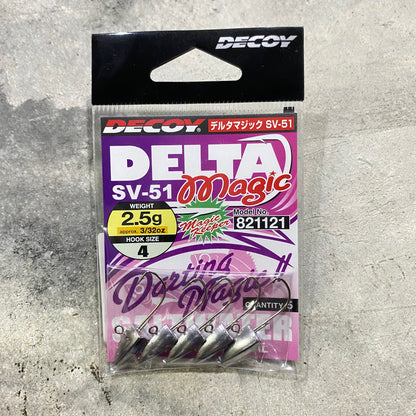 DECOY
DECOY デルタマジック SV-51
DELTA
SV-51 Magic
WEIGHT
2.5g
approx. 3/32oz
HOOK SIZE
4
Magic Keeper
Model No.
821121
Darting
QUANTITY 5